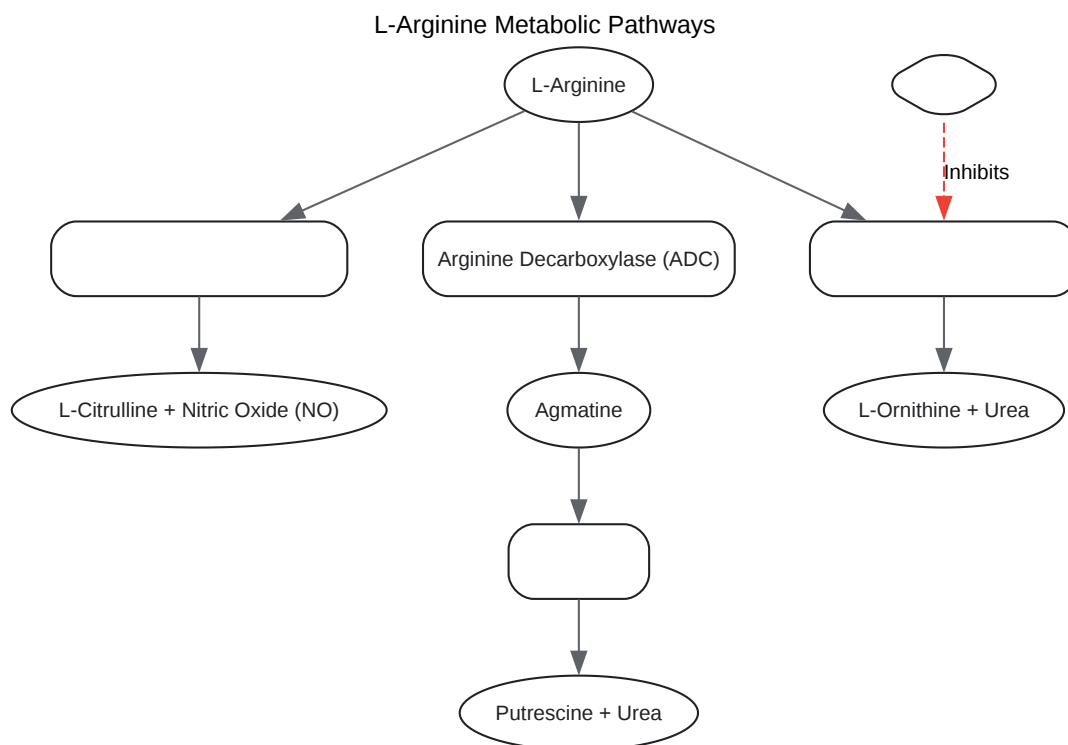 L-Arginine Metabolic Pathways
L-Arginine
Inhibits
Arginine Decarboxylase (ADC)
L-Citrulline + Nitric Oxide (NO)
Agmatine
L-Ornithine + Urea
Putrescine + Urea